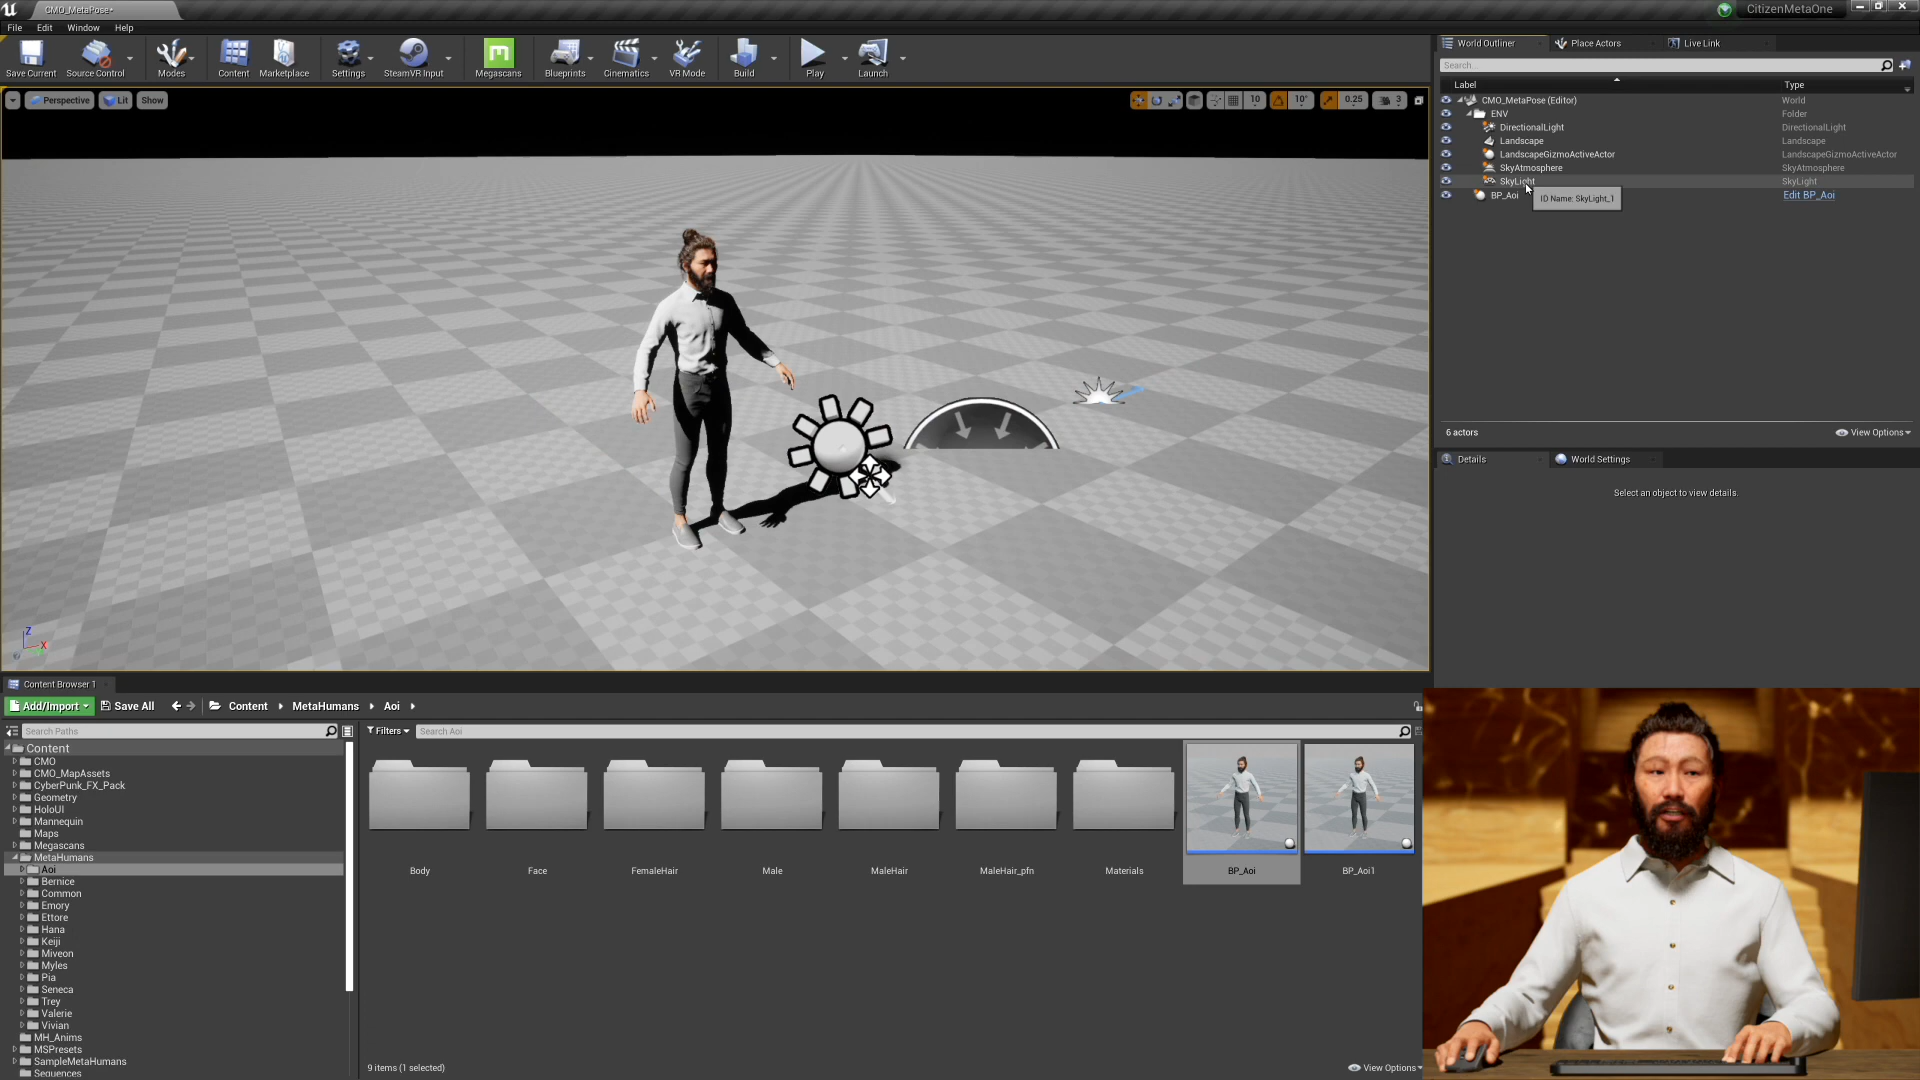 CMO_MetaPose*
CitizenMetaOne
File Edit Window Help
Save Current Source Control Modes Content Marketplace Settings SteamVR Input Megascans Blueprints Cinematics VR Mode Build Play Launch
Perspective Lit Show 10 10° 0.25 3
World Outliner Place Actors Live Link
Search...
Label Type
CMO_MetaPose (Editor) World
ENV Folder
DirectionalLight DirectionalLight
Landscape Landscape
LandscapeGizmoActiveActor LandscapeGizmoActiveActor
SkyAtmosphere SkyAtmosphere
SkyLight SkyLight
BP_Aoi Edit BP_Aoi
ID Name: SkyLight_1
6 actors View Options
Details World Settings
Select an object to view details.
Z
X
Content Browser 1
Add/Import Save All Content MetaHumans Aoi
Search Paths
Filters Search Aoi
Content
CMO
CMO_MapAssets
CyberPunk_FX_Pack
Geometry
HoloUI
Mannequin
Maps
Megascans
MetaHumans
Aoi
Bernice
Common
Emory
Ettore
Hana
Keiji
Miveon
Myles
Pia
Seneca
Trey
Valerie
Vivian
MH_Anims
MSPresets
SampleMetaHumans
Sequences
Body Face FemaleHair Male MaleHair MaleHair_pfn Materials BP_Aoi BP_Aoi1
9 items (1 selected) View Options